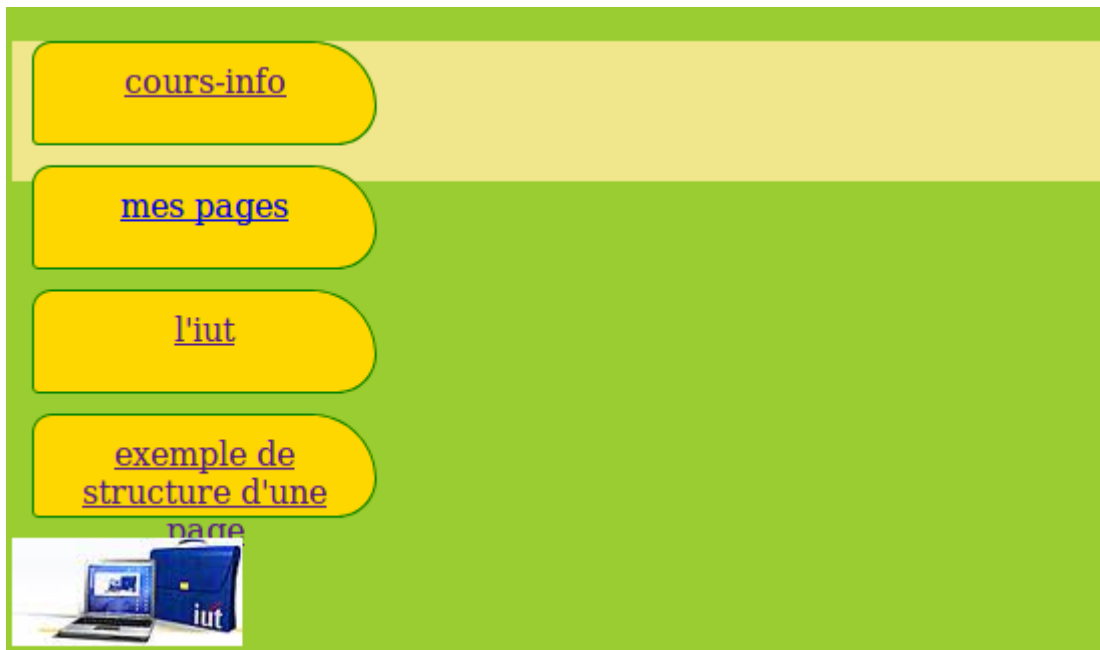 cours-info
mes pages
l'iut
exemple de
structure d'une
page
iut